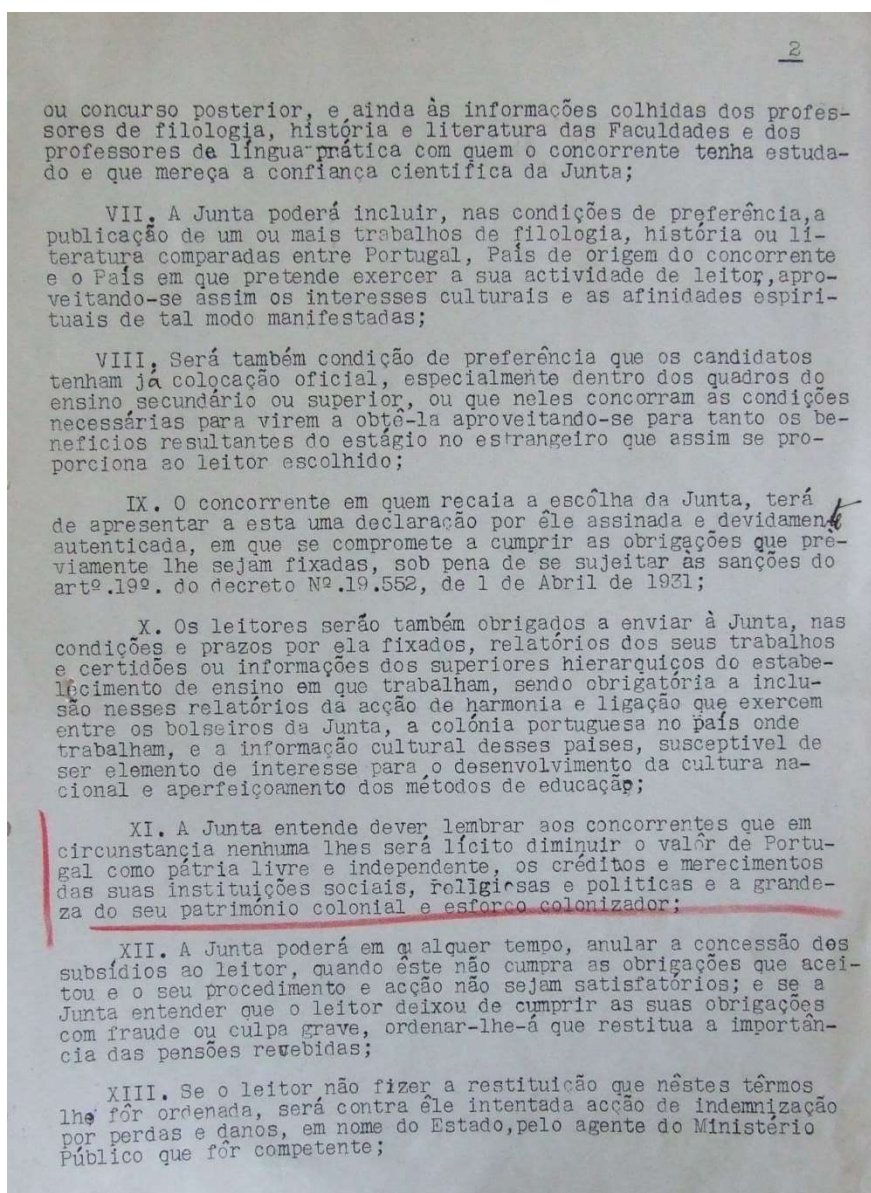 2
ou concurso posterior, e ainda às informações colhidas dos profes-
sores de filologia, história e literatura das Faculdades e dos
professores de língua prática com quem o concorrente tenha estuda-
do e que mereça a confiança cientifica da Junta;
VII. A Junta poderá incluir, nas condições de preferência,a
publicação de um ou mais trabalhos de filologia, história ou li-
teratura comparadas entre Portugal, País de origem do concorrente
e o País em que pretende exercer a sua actividade de leitor,apro-
veitando-se assim os interesses culturais e as afinidades espiri-
tuais de tal modo manifestadas;
VIII. Será também condição de preferência que os candidatos
tenham já colocação oficial, especialmente dentro dos quadros do
ensino secundário ou superior, ou que neles concorram as condições
necessárias para virem a obtê-la aproveitando-se para tanto os be-
neficios resultantes do estágio no estrangeiro que assim se pro-
porciona ao leitor escolhido;
IX. O concorrente em quem recaia a escôlha da Junta, terá
de apresentar a esta uma declaração por êle assinada e devidamente
autenticada, em que se compromete a cumprir as obrigações que pre-
viamente lhe sejam fixadas, sob pena de se sujeitar às sanções do
artº.19º. do decreto Nº.19.552, de 1 de Abril de 1931;
X. Os leitores serão também obrigados a enviar à Junta, nas
condições e prazos por ela fixados, relatórios dos seus trabalhos
e certidões ou informações dos superiores hierarquicos do estabe-
lecimento de ensino em que trabalham, sendo obrigatória a inclu-
são nesses relatórios da acção de harmonia e ligação que exercem
entre os bolseiros da Junta, a colónia portuguesa no país onde
trabalham, e a informação cultural desses paises, susceptivel de
ser elemento de interesse para o desenvolvimento da cultura na-
cional e aperfeiçoamento dos métodos de educação;
XI. A Junta entende dever lembrar aos concorrentes que em
circunstancia nenhuma lhes será lícito diminuir o valôr de Portu-
gal como pátria livre e independente, os créditos e merecimentos
das suas instituições sociais, religiosas e politicas e a grande-
za do seu património colonial e esforço colonizador;
XII. A Junta poderá em qu alquer tempo, anular a concessão dos
subsídios ao leitor, quando êste não cumpra as obrigações que acei-
tou e o seu procedimento e acção não sejam satisfatórios; e se a
Junta entender que o leitor deixou de cumprir as suas obrigações
com fraude ou culpa grave, ordenar-lhe-á que restitua a importân-
cia das pensões recebidas;
XIII. Se o leitor não fizer a restituição que nêstes têrmos
lhe fôr ordenada, será contra êle intentada acção de indemnização
por perdas e danos, em nome do Estado,pelo agente do Ministério
Público que fôr competente;